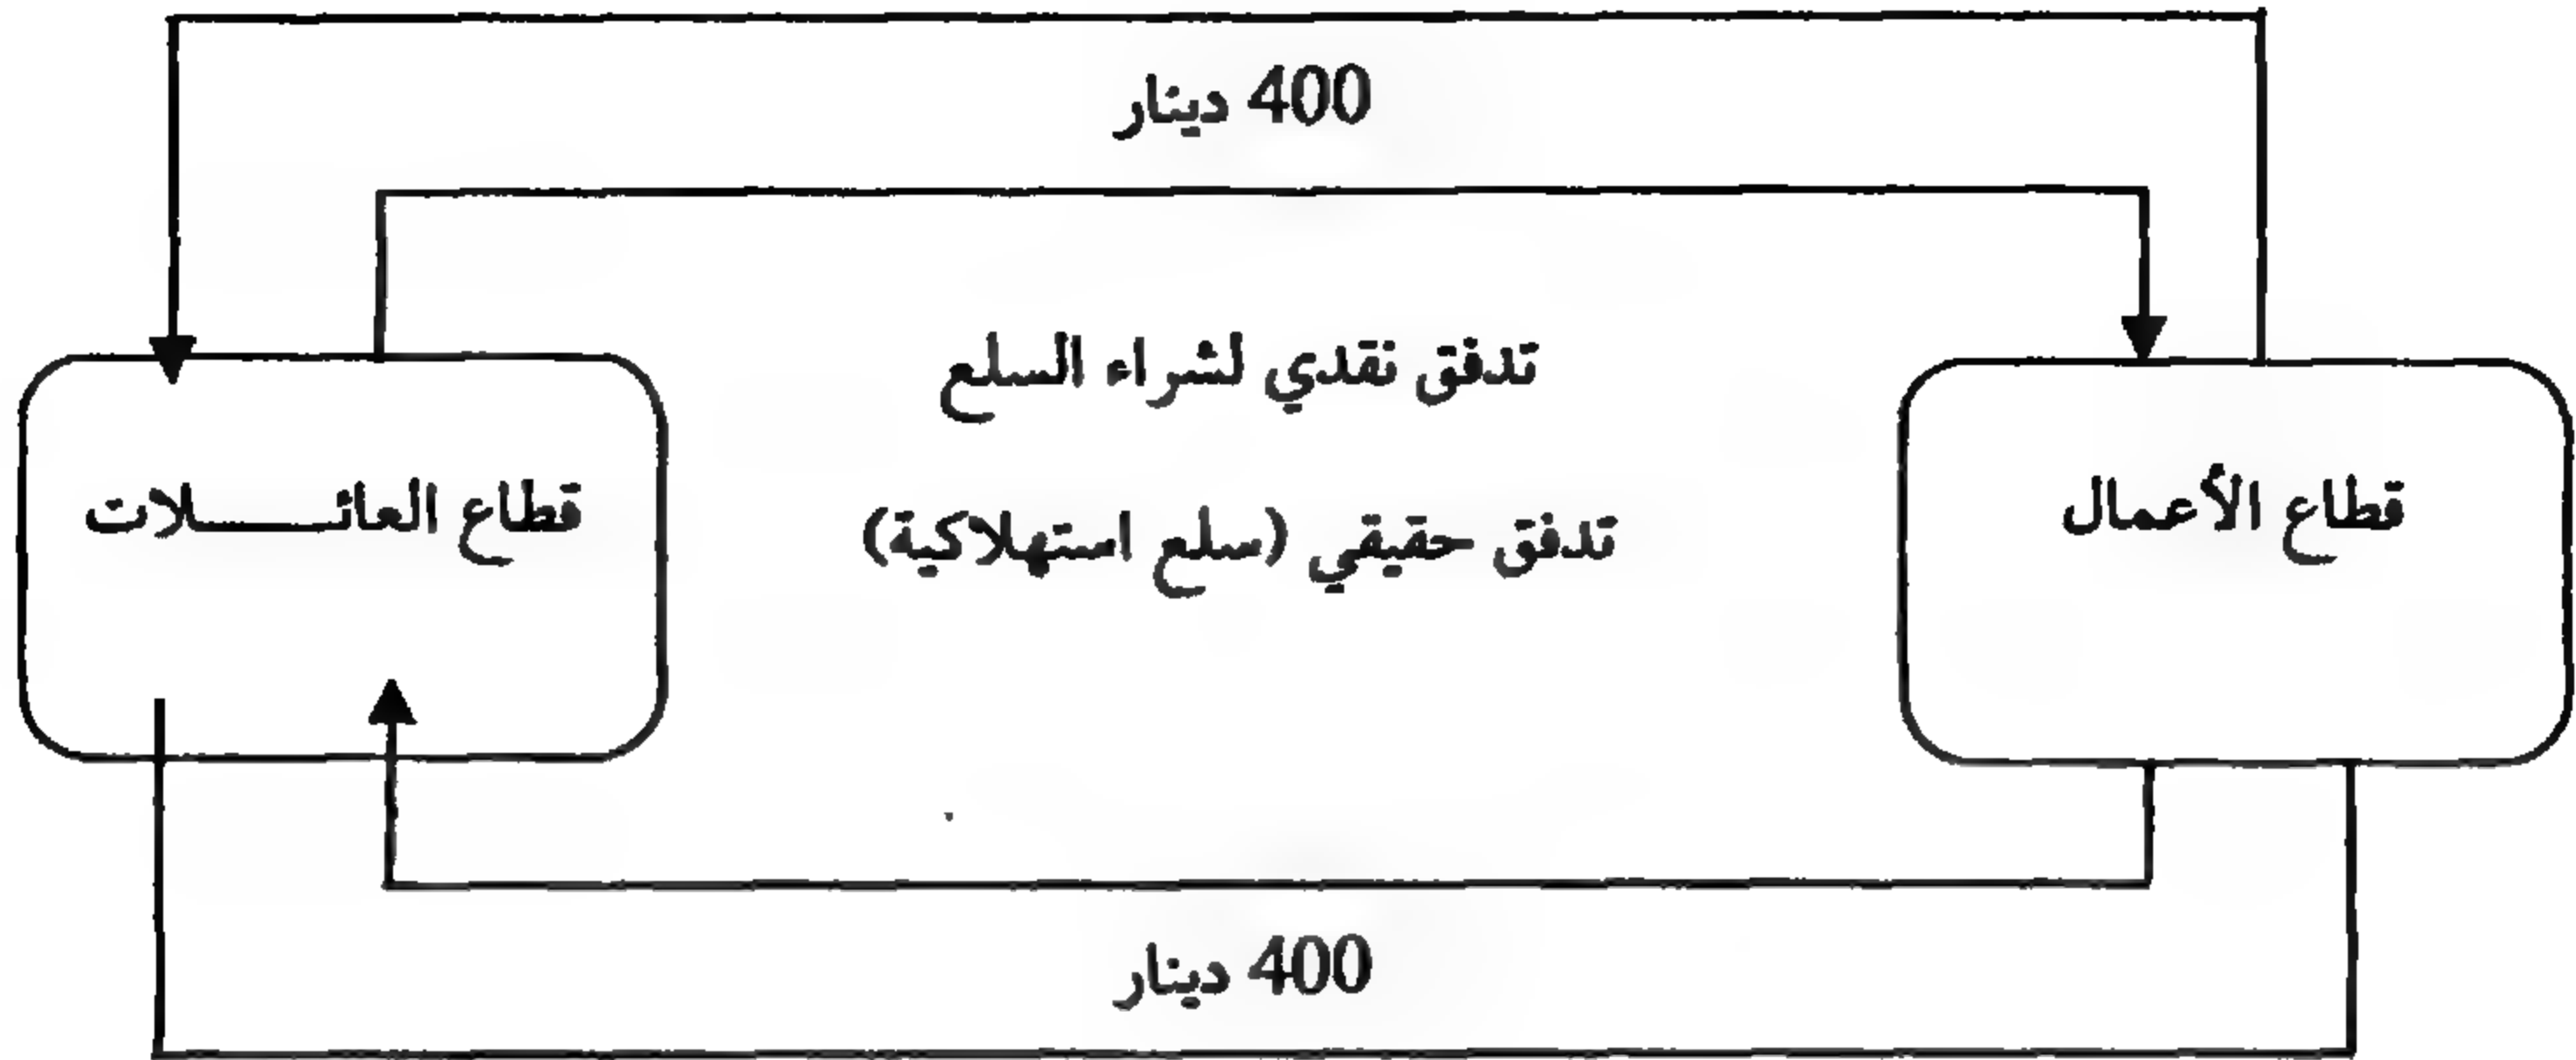 400 دينار
تدفق نقدي لشراء السلع
قطاع الأعمال
قطاع العائـــــلات
تدفق حقيقي (سلع استهلاكية)
400 دينار